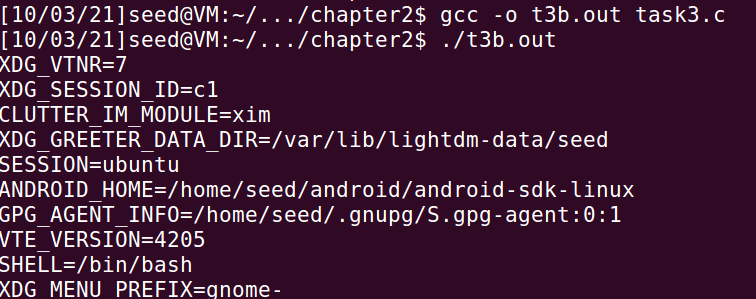 [10/03/21]seed@VM:~/.../chapter2$ gcc -o t3b.out task3.c
[10/03/21]seed@VM:~/.../chapter2$ ./t3b.out
XDG_VTNR=7
XDG_SESSION_ID=c1
CLUTTER_IM_MODULE=xim
XDG_GREETER_DATA_DIR=/var/lib/lightdm-data/seed
SESSION=ubuntu
ANDROID_HOME=/home/seed/android/android-sdk-linux
GPG_AGENT_INFO=/home/seed/.gnupg/S.gpg-agent:0:1
VTE_VERSION=4205
SHELL=/bin/bash
XDG_MENU_PREFIX=gnome-